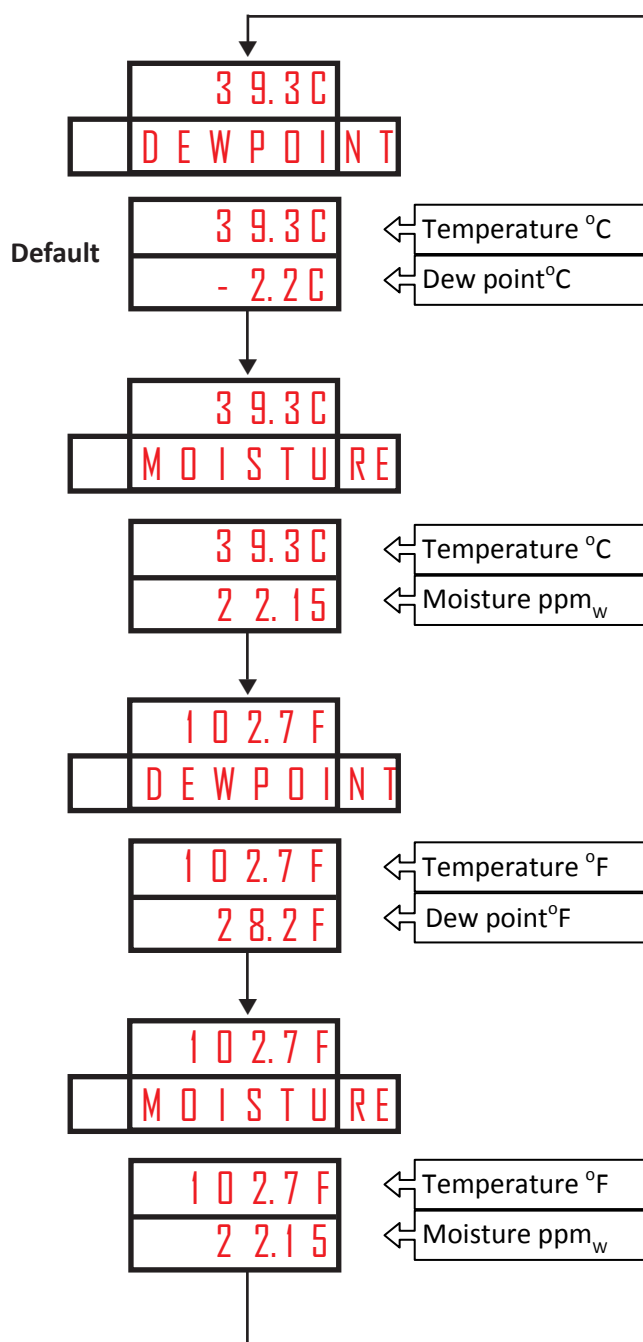 39.3C
DEWPOINT
39.3C
Temperature °C
Default
- 2.2C
Dew point°C
39.3C
MOISTURE
39.3C
Temperature °C
22.15
Moisture ppmw
102.7F
DEWPOINT
102.7F
Temperature °F
28.2F
Dew point°F
102.7F
MOISTURE
102.7F
Temperature °F
22.15
Moisture ppmw